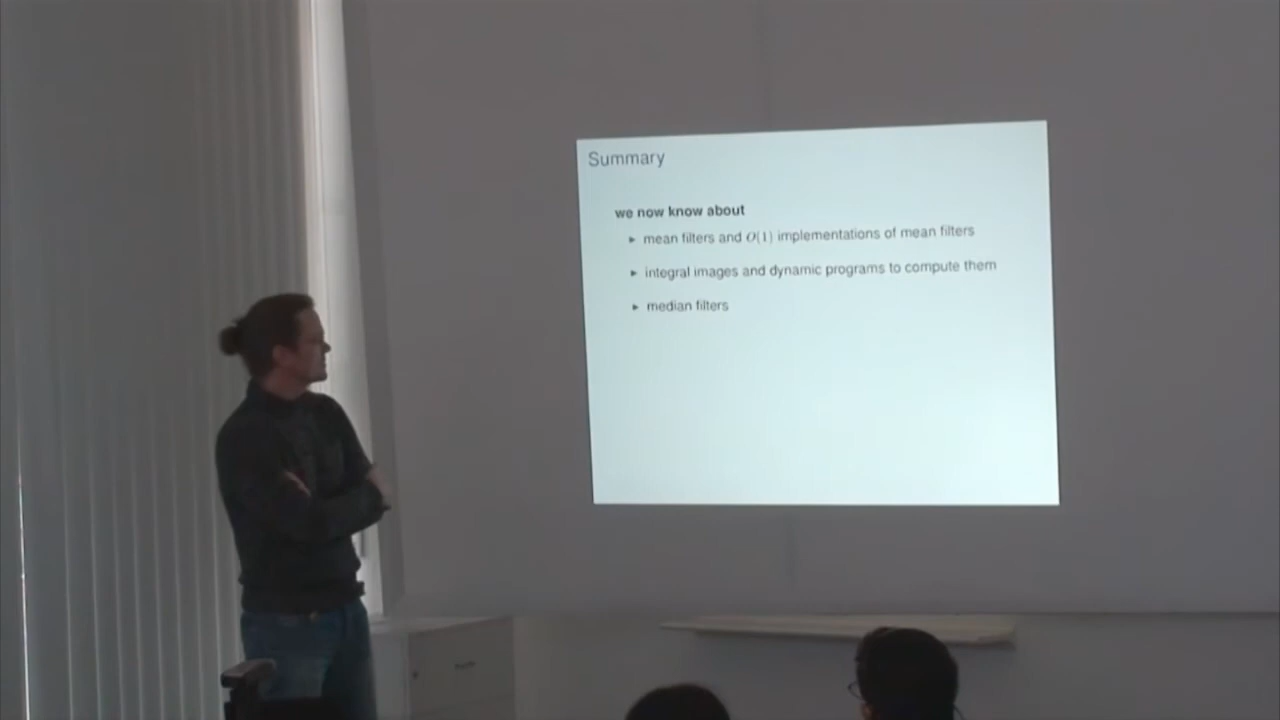 Summary
we now know about
▸ mean filters and O(1) implementations of mean filters
▸ integral images and dynamic programs to compute them
▸ median filters